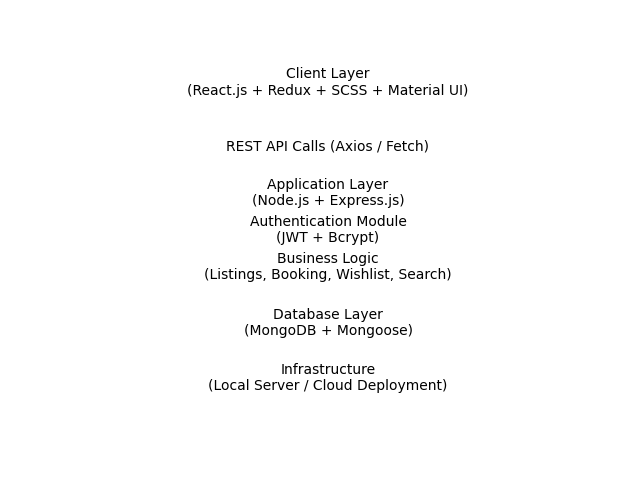 Client Layer
(React.js + Redux + SCSS + Material UI)
REST API Calls (Axios / Fetch)
Application Layer
(Node.js + Express.js)
Authentication Module
(JWT + Bcrypt)
Business Logic
(Listings, Booking, Wishlist, Search)
Database Layer
(MongoDB + Mongoose)
Infrastructure
(Local Server / Cloud Deployment)